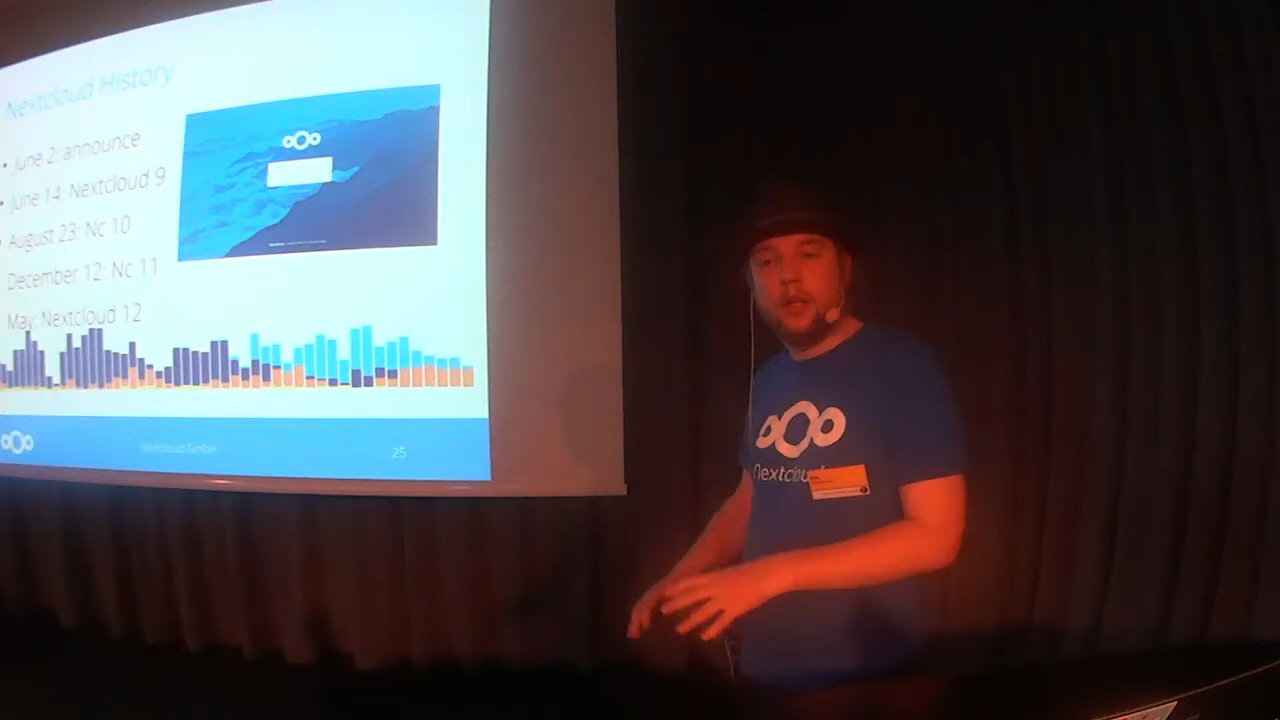 Nextcloud History
• June 2: announce
• June 14: Nextcloud 9
• August 23: Nc 10
December 12: Nc 11
May: Nextcloud 12
Nextcloud GmbH
25
Nextcloud